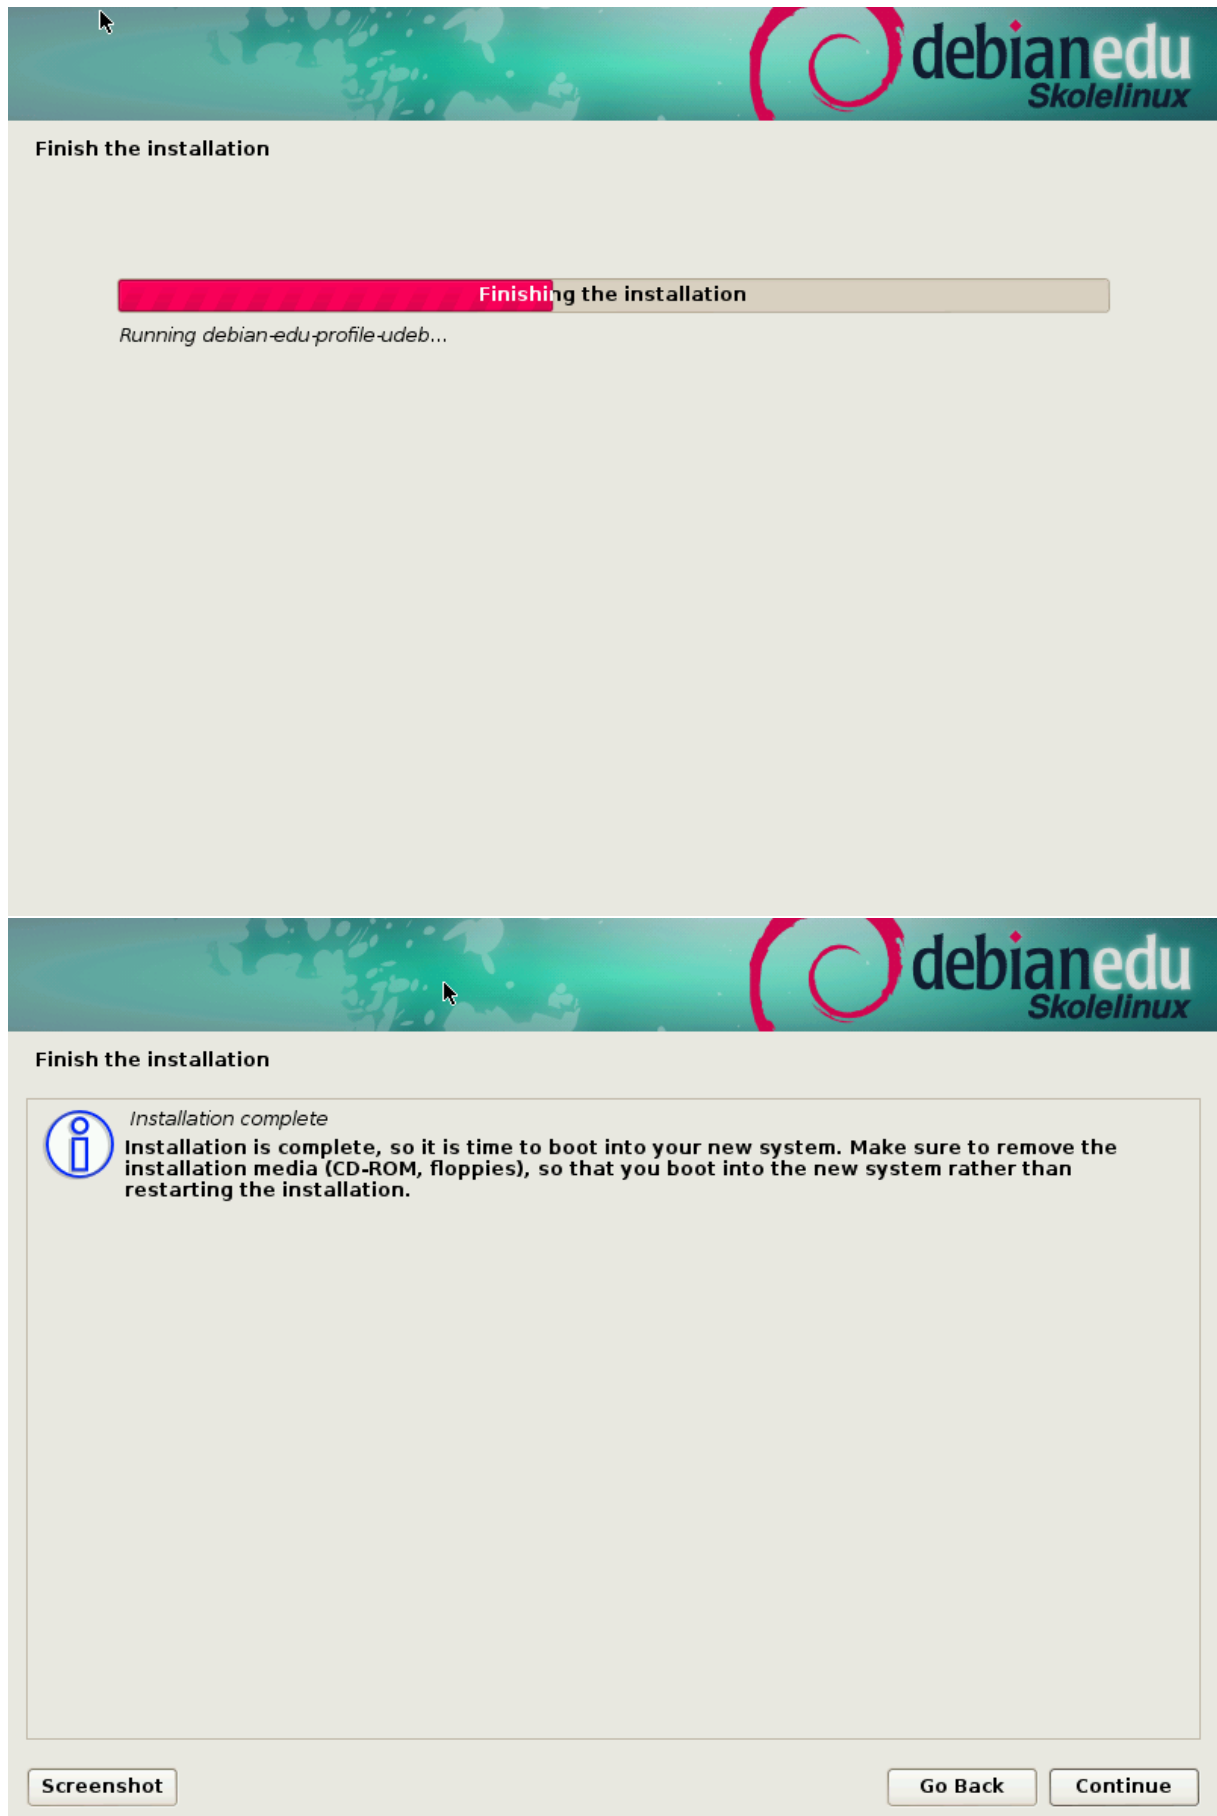 debianedu
Skolelinux
Finish the installation
Finishing the installation
Running debian-edu-profile-udeb...
debianedu
Skolelinux
Finish the installation
Installation complete
Installation is complete, so it is time to boot into your new system. Make sure to remove the
installation media (CD-ROM, floppies), so that you boot into the new system rather than
restarting the installation.
Screenshot
Go Back
Continue